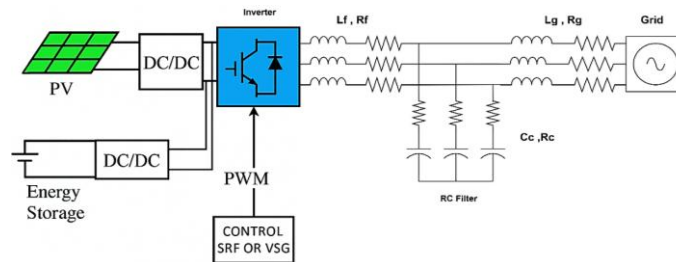 Inverter
Lf , Rf
Lg , Rg
Grid
DC/DC
PV
DC/DC
Cc ,Rc
PWM
Energy
Storage
RC Filter
CONTROL
SRF OR VSG